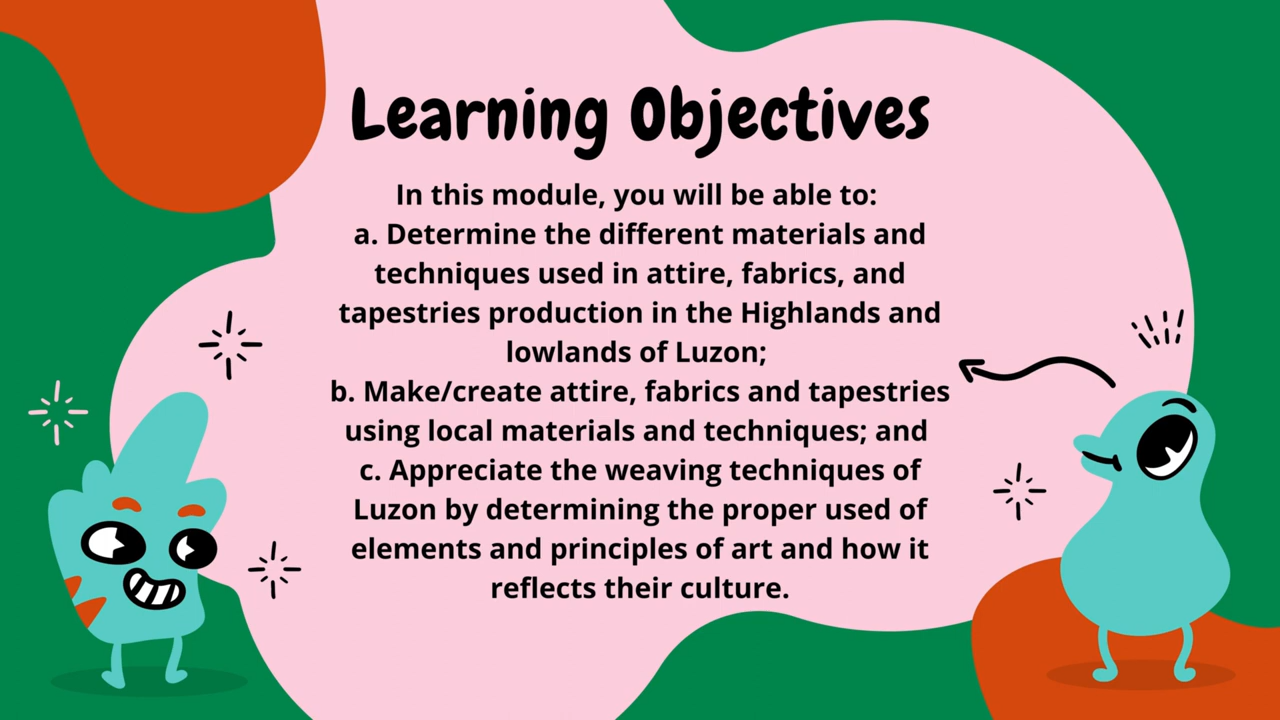 Learning Objectives
In this module, you will be able to:
a. Determine the different materials and
techniques used in attire, fabrics, and
tapestries production in the Highlands and
lowlands of Luzon;
b. Make/create attire, fabrics and tapestries
using local materials and techniques; and
c. Appreciate the weaving techniques of
Luzon by determining the proper used of
elements and principles of art and how it
reflects their culture.